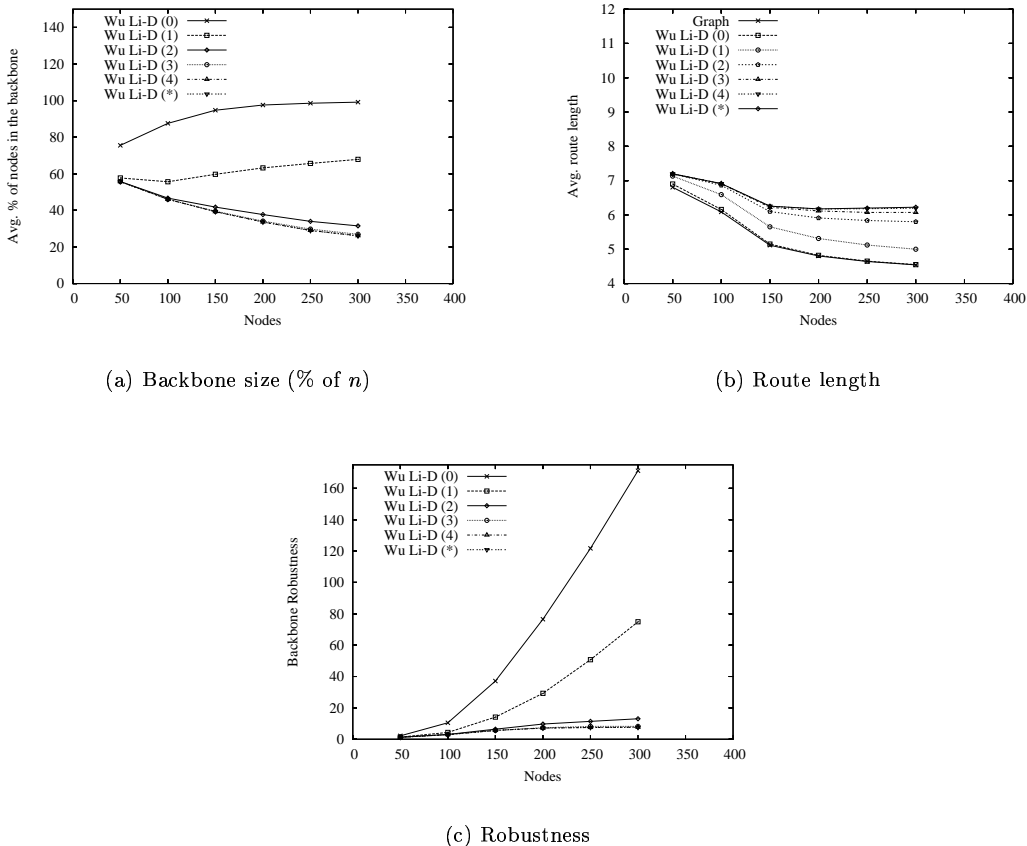 Avg. % of nodes in the backbone
140
120
100
80
60
40
20
0
0 50 100 150 200 250 300 350 400
Nodes
Wu Li-D (0)
Wu Li-D (1)
Wu Li-D (2)
Wu Li-D (3)
Wu Li-D (4)
Wu Li-D (*)
(a) Backbone size (% of n)
Avg. route length
12
11
10
9
8
7
6
5
4
0 50 100 150 200 250 300 350 400
Nodes
Graph
Wu Li-D (0)
Wu Li-D (1)
Wu Li-D (2)
Wu Li-D (3)
Wu Li-D (4)
Wu Li-D (*)
(b) Route length
Backbone Robustness
160
140
120
100
80
60
40
20
0
0 50 100 150 200 250 300 350 400
Nodes
Wu Li-D (0)
Wu Li-D (1)
Wu Li-D (2)
Wu Li-D (3)
Wu Li-D (4)
Wu Li-D (*)
(c) Robustness